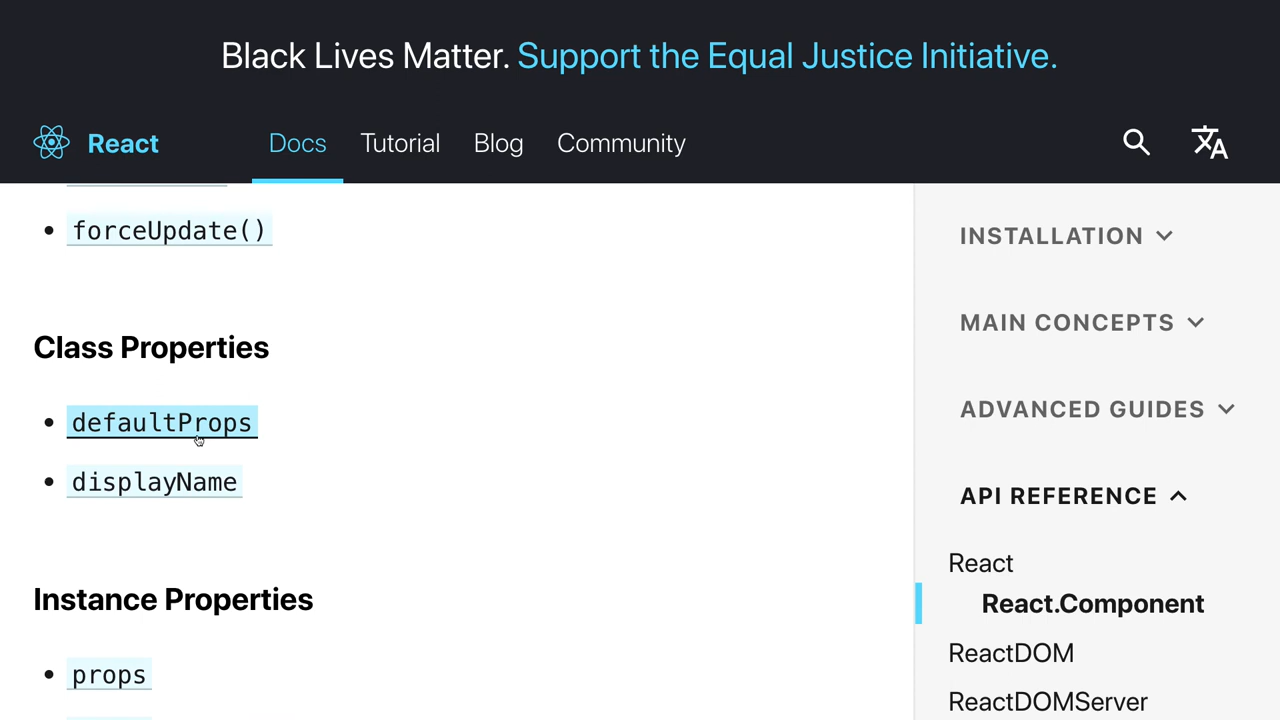 Black Lives Matter. Support the Equal Justice Initiative.
React Docs Tutorial Blog Community
forceUpdate()
Class Properties
defaultProps
displayName
Instance Properties
props
INSTALLATION
MAIN CONCEPTS
ADVANCED GUIDES
API REFERENCE
React
React.Component
ReactDOM
ReactDOMServer